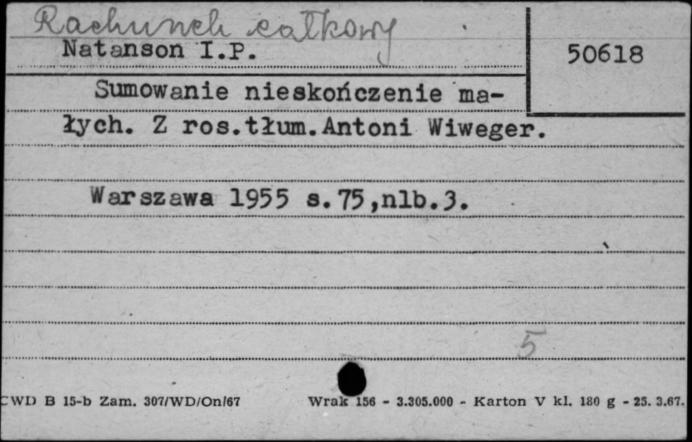 Rachunek całkowy
Natanson I.P.
50618
Sumowanie nieskończenie ma-
łych. Z ros.tłum.Antoni Wiweger.
Warszawa 1955 s.75,nlb.3.
5
CWD B 15-b Zam. 307/WD/On/67 Wrak 156 - 3.305.000 - Karton V kl. 180 g - 25. 3.67.